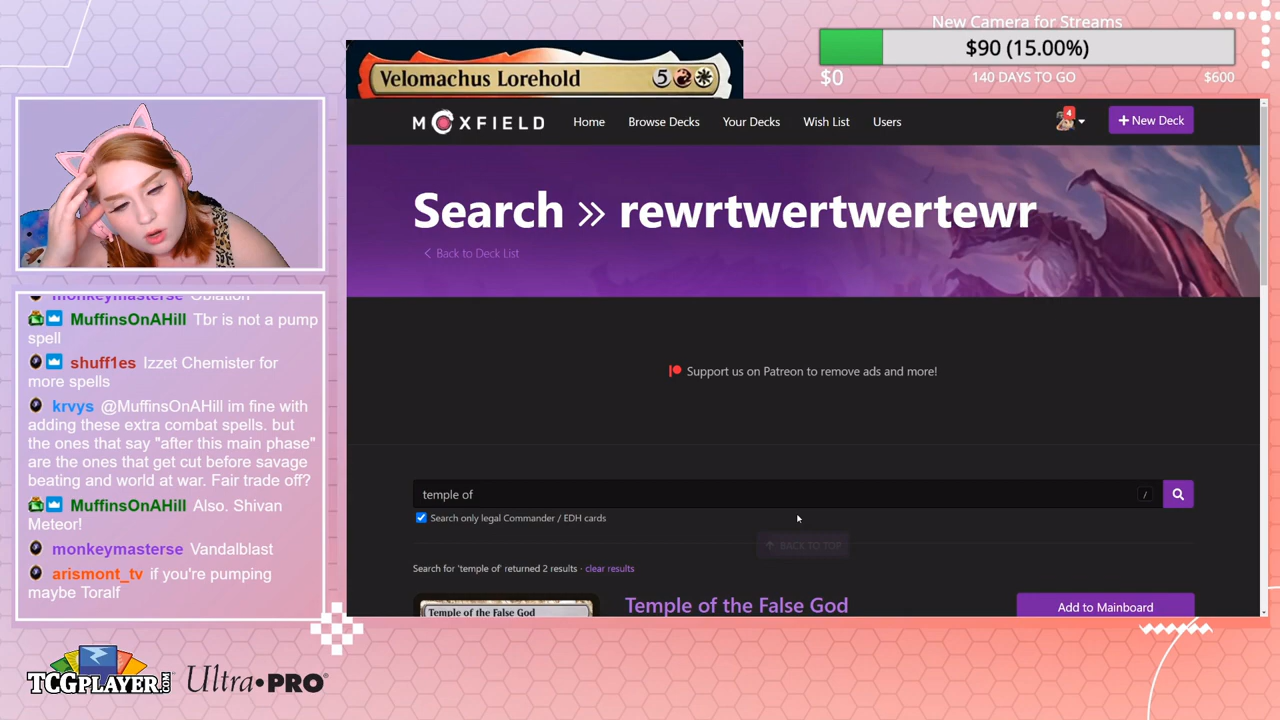 New Camera for Streams
$90 (15.00%)
$0
140 DAYS TO GO
$600
Velomachus Lorehold
5
MOXFIELD
Home
Browse Decks
Your Decks
Wish List
Users
4
+ New Deck
Search » rewrtwertwertewr
Back to Deck List
Support us on Patreon to remove ads and more!
temple of
/
Search only legal Commander / EDH cards
BACK TO TOP
Search for 'temple of' returned 2 results · clear results
Temple of the False God
Temple of the False God
Add to Mainboard
monkeymasterse Oblation
MuffinsOnAHill Tbr is not a pump
spell
shuff1es Izzet Chemister for
more spells
krvys @MuffinsOnAHill im fine with
adding these extra combat spells. but
the ones that say "after this main phase"
are the ones that get cut before savage
beating and world at war. Fair trade off?
MuffinsOnAHill Also. Shivan
Meteor!
monkeymasterse Vandalblast
arismont_tv if you're pumping
maybe Toralf
TCGPLAYER.COM
Ultra•PRO®